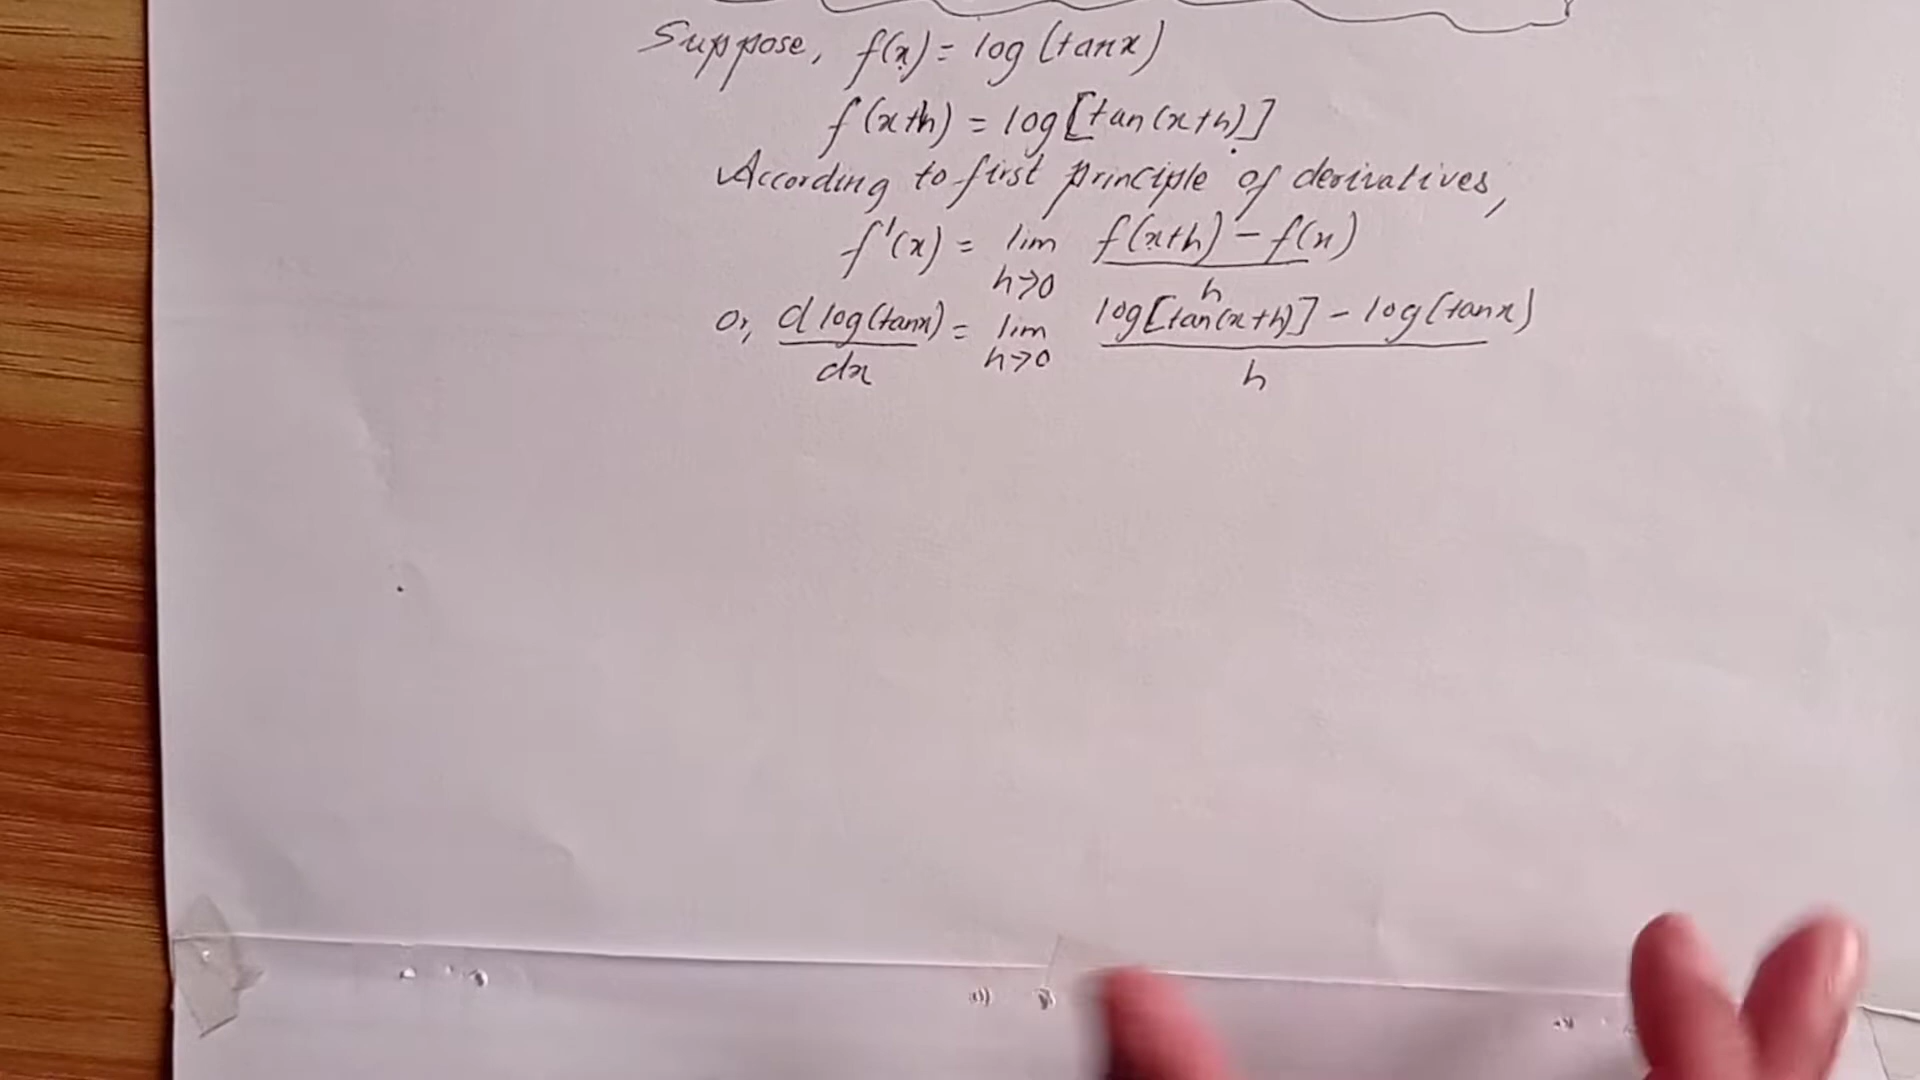 Suppose, f(x) = log(tanx)
f(x+h) = log[tan(x+h)]
According to first principle of derivatives,
f'(x) = lim h→0 f(x+h) - f(x) / h
or, d log(tanx) / dx = lim h→0 log[tan(x+h)] - log(tanx) / h